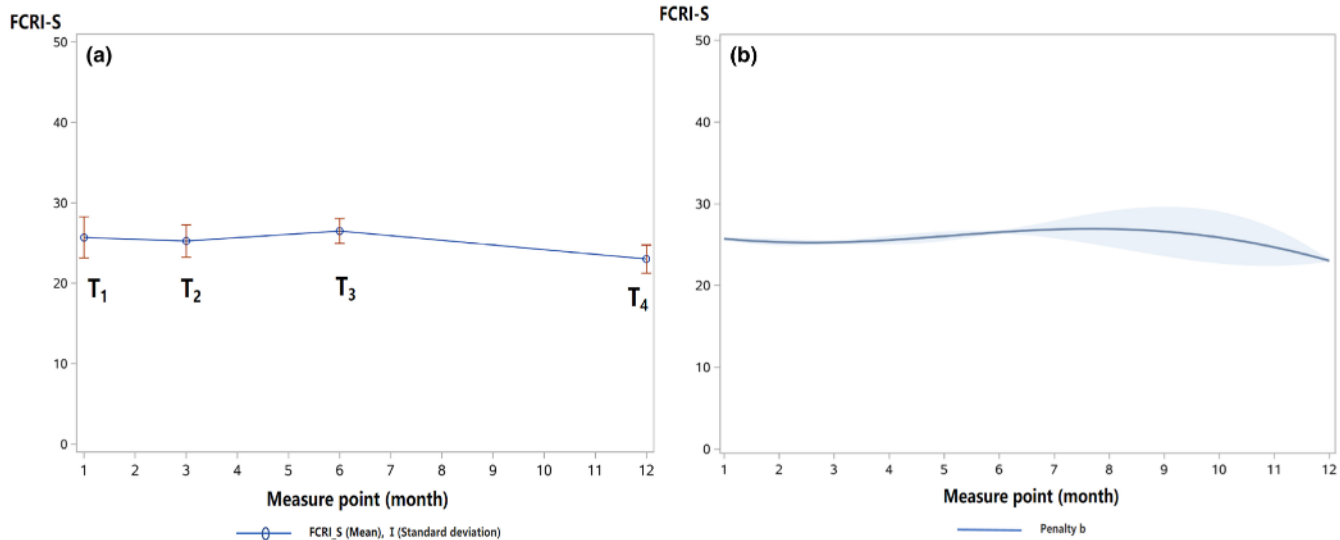 FCRI-S
(a)
50
40
30
20
10
0
T₁ T₂ T₃ T₄
1 2 3 4 5 6 7 8 9 10 11 12
Measure point (month)
FCRI_S (Mean), I (Standard deviation)
FCRI-S
(b)
50
40
30
20
10
0
1 2 3 4 5 6 7 8 9 10 11 12
Measure point (month)
Penalty b